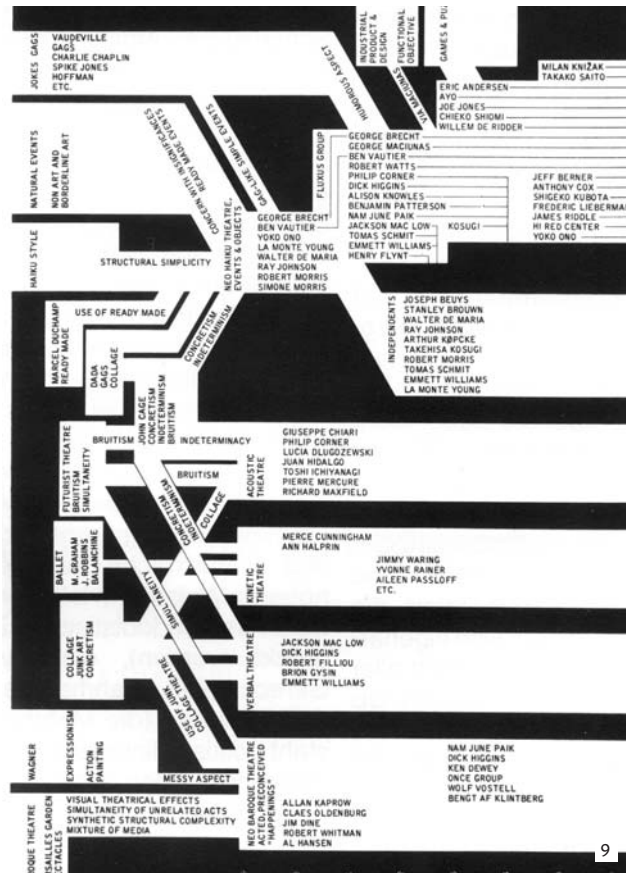 JOKES GAGS
VAUDEVILLE
GAGS
CHARLIE CHAPLIN
SPIKE JONES
HOFFMAN
ETC.
HUMOROUS ASPECT
INDUSTRIAL
PRODUCT &
DESIGN
FUNCTIONAL
OBJECTIVE
VIA MACIUNAS
GAMES &
MILAN KNIŽAK
TAKAKO SAITO
ERIC ANDERSEN
AYO
JOE JONES
CHIEKO SHIOMI
WILLEM DE RIDDER
NATURAL EVENTS
NON ART AND
BORDERLINE ART
CONCERN WITH INSIGNIFICANCES
READY MADE EVENTS
GAG-LIKE SIMPLE EVENTS
FLUXUS GROUP
GEORGE BRECHT
GEORGE MACIUNAS
BEN VAUTIER
ROBERT WATTS
PHILIP CORNER
DICK HIGGINS
ALISON KNOWLES
BENJAMIN PATTERSON
NAM JUNE PAIK
JACKSON MAC LOW
TOMAS SCHMIT
EMMETT WILLIAMS
HENRY FLYNT
KOSUGI
JEFF BERNER
ANTHONY COX
SHIGEKO KUBOTA
FREDERIC LIEBERMA
JAMES RIDDLE
HI RED CENTER
YOKO ONO
HAIKU STYLE
STRUCTURAL SIMPLICITY
NEO HAIKU THEATRE,
EVENTS & OBJECTS
GEORGE BRECHT
BEN VAUTIER
YOKO ONO
LA MONTE YOUNG
WALTER DE MARIA
RAY JOHNSON
ROBERT MORRIS
SIMONE MORRIS
MARCEL DUCHAMP
READY MADE
USE OF READY MADE
DADA
GAGS
COLLAGE
CONCRETISM
INDETERMINISM
INDEPENDENTS
JOSEPH BEUYS
STANLEY BROUWN
WALTER DE MARIA
RAY JOHNSON
ARTHUR KØPCKE
TAKEHISA KOSUGI
ROBERT MORRIS
TOMAS SCHMIT
EMMETT WILLIAMS
LA MONTE YOUNG
JOHN CAGE
CONCRETISM
INDETERMINISM
BRUITISM
FUTURIST THEATRE
BRUITISM
SIMULTANEITY
BRUITISM
INDETERMINACY
BRUITISM
CONCRETISM
INDETERMINISM
COLLAGE
ACOUSTIC
THEATRE
GIUSEPPE CHIARI
PHILIP CORNER
LUCIA DLUGOZEWSKI
JUAN HIDALGO
TOSHI ICHIYANAGI
PIERRE MERCURE
RICHARD MAXFIELD
BALLET
M. GRAHAM
J. ROBBINS
BALANCHINE
KINETIC
THEATRE
MERCE CUNNINGHAM
ANN HALPRIN
JIMMY WARING
YVONNE RAINER
AILEEN PASSLOFF
ETC.
COLLAGE
JUNK ART
CONCRETISM
SIMULTANEITY
COLLAGE THEATRE
USE OF JUNK
VERBAL THEATRE
JACKSON MAC LOW
DICK HIGGINS
ROBERT FILLIOU
BRION GYSIN
EMMETT WILLIAMS
WAGNER
EXPRESSIONISM
ACTION
PAINTING
MESSY ASPECT
NEO BAROQUE THEATRE
ACTED, PRECONCEIVED
"HAPPENINGS"
ALLAN KAPROW
CLAES OLDENBURG
JIM DINE
ROBERT WHITMAN
AL HANSEN
NAM JUNE PAIK
DICK HIGGINS
KEN DEWEY
ONCE GROUP
WOLF VOSTELL
BENGT AF KLINTBERG
ROQUE THEATRE
RSAILLES GARDEN
ECTACLES
VISUAL THEATRICAL EFFECTS
SIMULTANEITY OF UNRELATED ACTS
SYNTHETIC STRUCTURAL COMPLEXITY
MIXTURE OF MEDIA
9